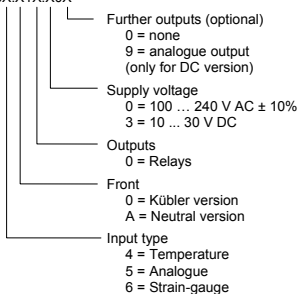 Further outputs (optional)
0 = none
9 = analogue output
(only for DC version)
Supply voltage
0 = 100 … 240 V AC ± 10%
3 = 10 ... 30 V DC
Outputs
0 = Relays
Front
0 = Kübler version
A = Neutral version
Input type
4 = Temperature
5 = Analogue
6 = Strain-gauge